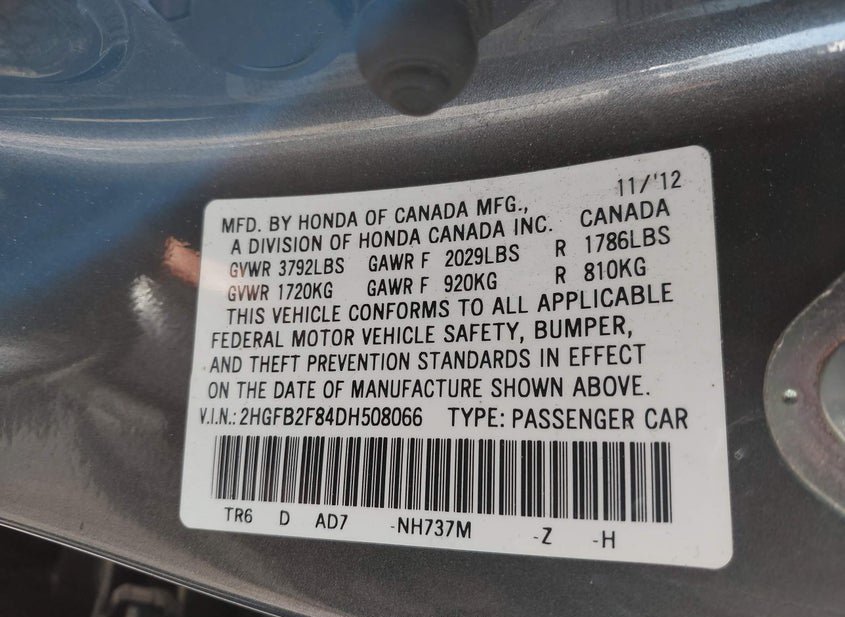 11/'12
MFD. BY HONDA OF CANADA MFG.,
A DIVISION OF HONDA CANADA INC. CANADA
GVWR 3792LBS GAWR F 2029LBS R 1786LBS
GVWR 1720KG GAWR F 920KG R 810KG
THIS VEHICLE CONFORMS TO ALL APPLICABLE
FEDERAL MOTOR VEHICLE SAFETY, BUMPER,
AND THEFT PREVENTION STANDARDS IN EFFECT
ON THE DATE OF MANUFACTURE SHOWN ABOVE.
V.I.N.: 2HGFB2F84DH508066 TYPE: PASSENGER CAR
TR6 D AD7 -NH737M -Z -H